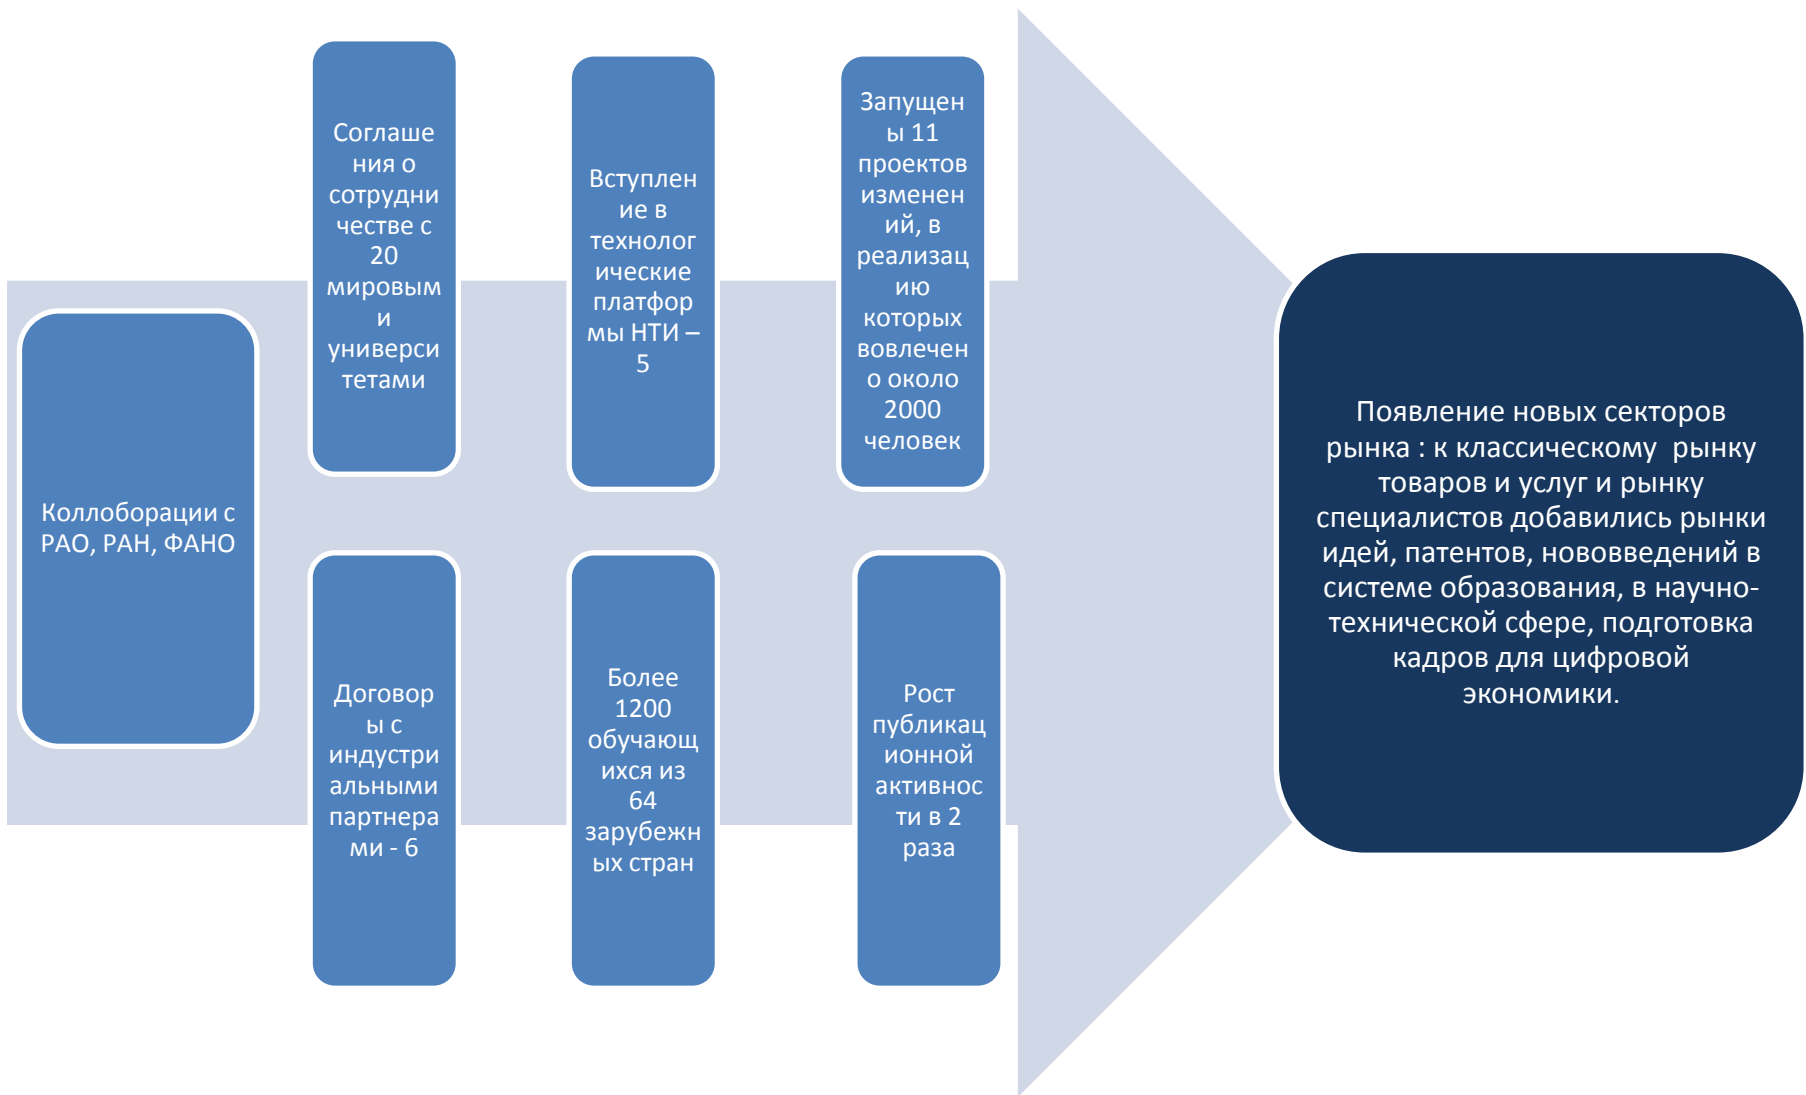 Коллоборации с
РАО, РАН, ФАНО
Соглаше
ния о
сотрудни
честве с
20
мировым
и
универси
тетами
Вступлен
ие в
технолог
ические
платфор
мы НТИ –
5
Запущен
ы 11
проектов
изменен
ий, в
реализац
ию
которых
вовлечен
о около
2000
человек
Договор
ы с
индустри
альными
партнера
ми - 6
Более
1200
обучающ
ихся из
64
зарубежн
ых стран
Рост
публикац
ионной
активнос
ти в 2
раза
Появление новых секторов
рынка : к классическому  рынку
товаров и услуг и рынку
специалистов добавились рынки
идей, патентов, нововведений в
системе образования, в научно-
технической сфере, подготовка
кадров для цифровой
экономики.